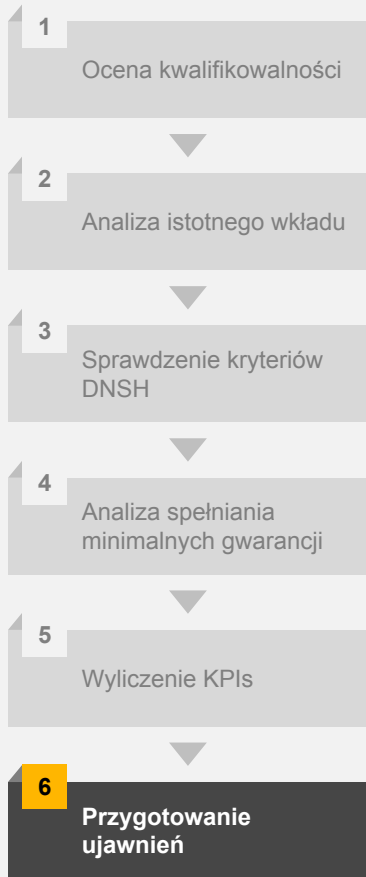 1
Ocena kwalifikowalności
2
Analiza istotnego wkładu
3
Sprawdzenie kryteriów
DNSH
4
Analiza spełniania
minimalnych gwarancji
5
Wyliczenie KPIs
6
Przygotowanie
ujawnień